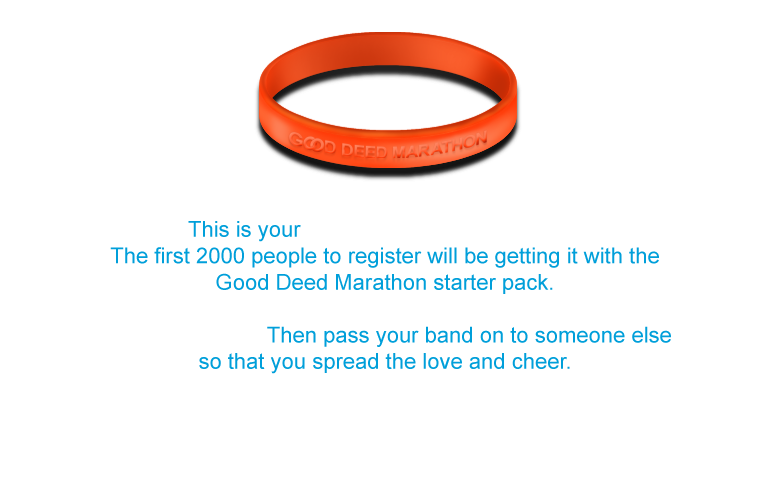 GOOD DEED MARATHON
This is your
The first 2000 people to register will be getting it with the
Good Deed Marathon starter pack.
Then pass your band on to someone else
so that you spread the love and cheer.